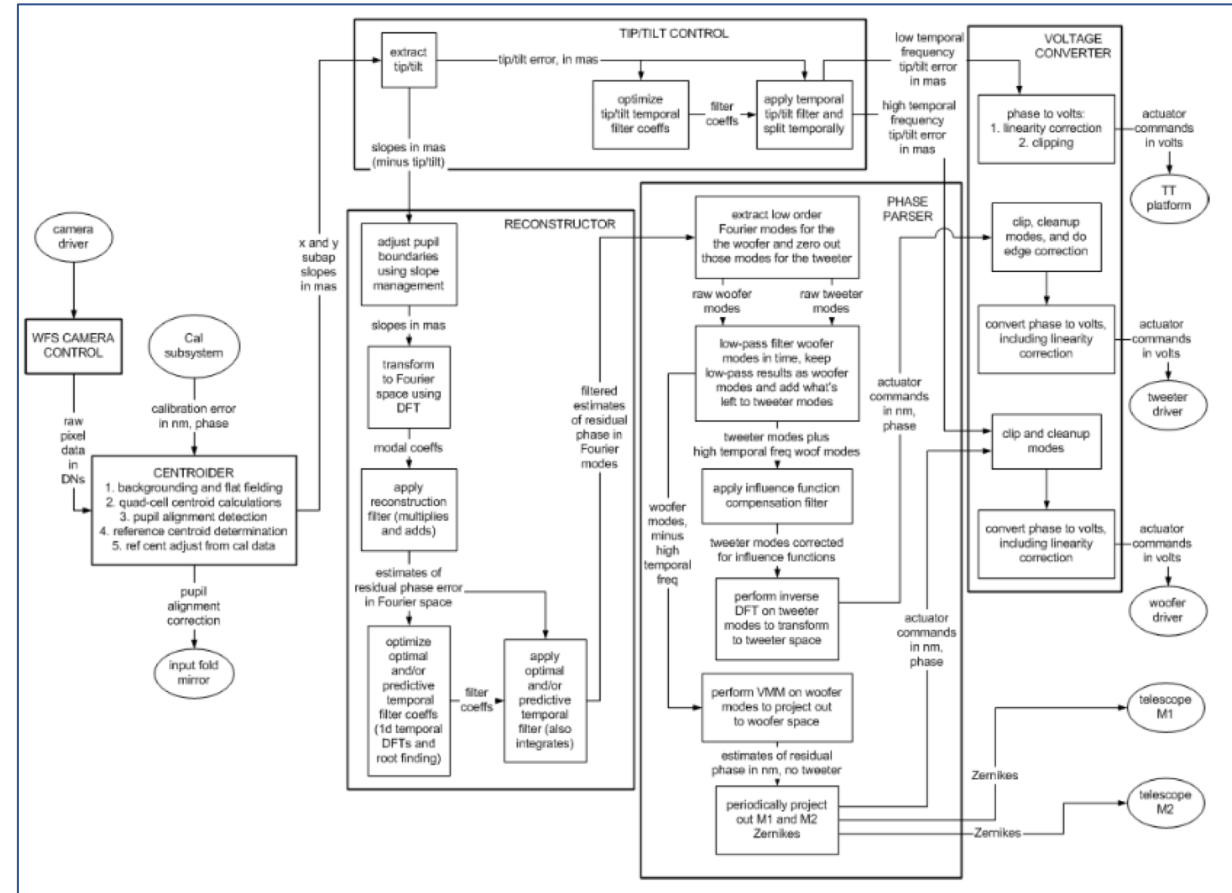 TIP/TILT CONTROL
extract
tip/tilt
tip/tilt error, in mas
optimize
tip/tilt temporal
filter coeffs
filter
coeffs
apply temporal
tip/tilt filter and
split temporally
low temporal
frequency
tip/tilt error
in mas
high temporal
frequency
tip/tilt error
in mas
VOLTAGE
CONVERTER
phase to volts:
1. linearity correction
2. clipping
actuator
commands
in volts
TT
platform
slopes in mas
(minus tip/tilt)
camera
driver
WFS CAMERA
CONTROL
raw
pixel
data
in
DNs
Cal
subsystem
calibration error
in nm, phase
CENTROIDER
1. backgrounding and flat fielding
2. quad-cell centroid calculations
3. pupil alignment detection
4. reference centroid determination
5. ref cent adjust from cal data
pupil
alignment
correction
input fold
mirror
x and y
subap
slopes
in mas
RECONSTRUCTOR
adjust pupil
boundaries
using slope
management
slopes in mas
transform
to Fourier
space using
DFT
modal coeffs
apply
reconstruction
filter (multiplies
and adds)
estimates of
residual phase error
in Fourier space
optimize
optimal
and/or
predictive
temporal
filter coeffs
(1d temporal
DFTs and
root finding)
filter
coeffs
apply
optimal
and/or
predictive
temporal
filter (also
integrates)
filtered
estimates
of residual
phase in
Fourier
modes
PHASE
PARSER
extract low order
Fourier modes for the
the woofer and zero out
those modes for the tweeter
raw woofer
modes
raw tweeter
modes
low-pass filter woofer
modes in time, keep
low-pass results as woofer
modes and add what's
left to tweeter modes
tweeter modes plus
high temporal freq woof modes
apply influence function
compensation filter
tweeter modes corrected
for influence functions
perform inverse
DFT on tweeter
modes to transform
to tweeter space
woofer
modes,
minus
high
temporal
freq
perform VMM on woofer
modes to project out
to woofer space
estimates of residual
phase in nm, no tweeter
periodically project
out M1 and M2
Zernikes
actuator
commands
in nm,
phase
actuator
commands
in nm,
phase
clip, cleanup
modes, and do
edge correction
convert phase to volts,
including linearity
correction
actuator
commands
in volts
tweeter
driver
clip and cleanup
modes
convert phase to volts,
including linearity
correction
actuator
commands
in volts
woofer
driver
Zernikes
telescope
M1
Zernikes
telescope
M2